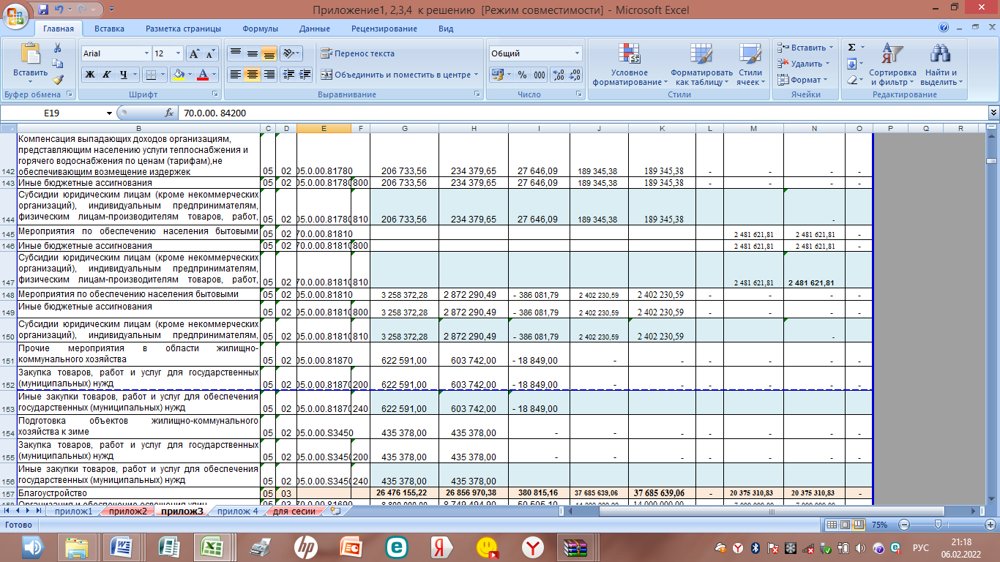 Приложение1, 2,3,4 к решению [Режим совместимости] - Microsoft Excel
Главная Вставка Разметка страницы Формулы Данные Рецензирование Вид
Вставить
Буфер обмена
Arial 12
Ж К Ч
Шрифт
Перенос текста
Объединить и поместить в центре
Выравнивание
Общий
% 000
Число
Условное форматирование
Форматировать как таблицу
Стили ячеек
Стили
Вставить
Удалить
Формат
Ячейки
Сортировка и фильтр
Найти и выделить
Редактирование
E19 fx 70.0.00. 84200
B C D E F G H I J K L M N O P Q R
Компенсация выпадающих доходов организациям,
представляющим населению услуги теплоснабжения и
горячего водоснабжения по ценам (тарифам),не
142 обеспечивающим возмещение издержек 05 02 05.0.00.81780 206 733,56 234 379,65 27 646,09 189 345,38 189 345,38 - - - -
143 Иные бюджетные ассигнования 05 02 05.0.00.81780 800 206 733,56 234 379,65 27 646,09 189 345,38 189 345,38 - - - -
Субсидии юридическим лицам (кроме некоммерческих
организаций), индивидуальным предпринимателям,
144 физическим лицам-производителям товаров, работ, 05 02 05.0.00.81780 810 206 733,56 234 379,65 27 646,09 189 345,38 189 345,38 -
145 Мероприятия по обеспечению населения бытовыми 05 02 70.0.00.81810 2 481 621,81 2 481 621,81 -
146 Иные бюджетные ассигнования 05 02 70.0.00.81810 800 2 481 621,81 2 481 621,81 -
Субсидии юридическим лицам (кроме некоммерческих
организаций), индивидуальным предпринимателям,
147 физическим лицам-производителям товаров, работ, 05 02 70.0.00.81810 810 2 481 621,81 2 481 621,81
148 Мероприятия по обеспечению населения бытовыми 05 02 05.0.00.81810 3 258 372,28 2 872 290,49 - 386 081,79 2 402 230,59 2 402 230,59 - - - -
149 Иные бюджетные ассигнования 05 02 05.0.00.81810 800 3 258 372,28 2 872 290,49 - 386 081,79 2 402 230,59 2 402 230,59 - - - -
Субсидии юридическим лицам (кроме некоммерческих
150 организаций), индивидуальным предпринимателям, 05 02 05.0.00.81810 810 3 258 372,28 2 872 290,49 - 386 081,79 2 402 230,59 2 402 230,59 -
Прочие мероприятия в области жилищно-
151 коммунального хозяйства 05 02 05.0.00.81870 622 591,00 603 742,00 - 18 849,00 - - - - - -
Закупка товаров, работ и услуг для государственных
152 (муниципальных) нужд 05 02 05.0.00.81870 200 622 591,00 603 742,00 - 18 849,00 - - - - - -
Иные закупки товаров, работ и услуг для обеспечения
153 государственных (муниципальных) нужд 05 02 05.0.00.81870 240 622 591,00 603 742,00 - 18 849,00
Подготовка объектов жилищно-коммунального
154 хозяйства к зиме 05 02 05.0.00.S3450 435 378,00 435 378,00 - - - - - - -
Закупка товаров, работ и услуг для государственных
155 (муниципальных) нужд 05 02 05.0.00.S3450 200 435 378,00 435 378,00 - - - - - - -
Иные закупки товаров, работ и услуг для обеспечения
156 государственных (муниципальных) нужд 05 02 05.0.00.S3450 240 435 378,00 435 378,00
157 Благоустройство 05 03 26 476 155,22 26 856 970,38 380 815,16 37 685 639,06 37 685 639,06 - 20 375 310,83 20 375 310,83 -
прилож1 прилож2 прилож3 прилож 4 для сесии
Готово 75%
РУС 21:18
06.02.2022